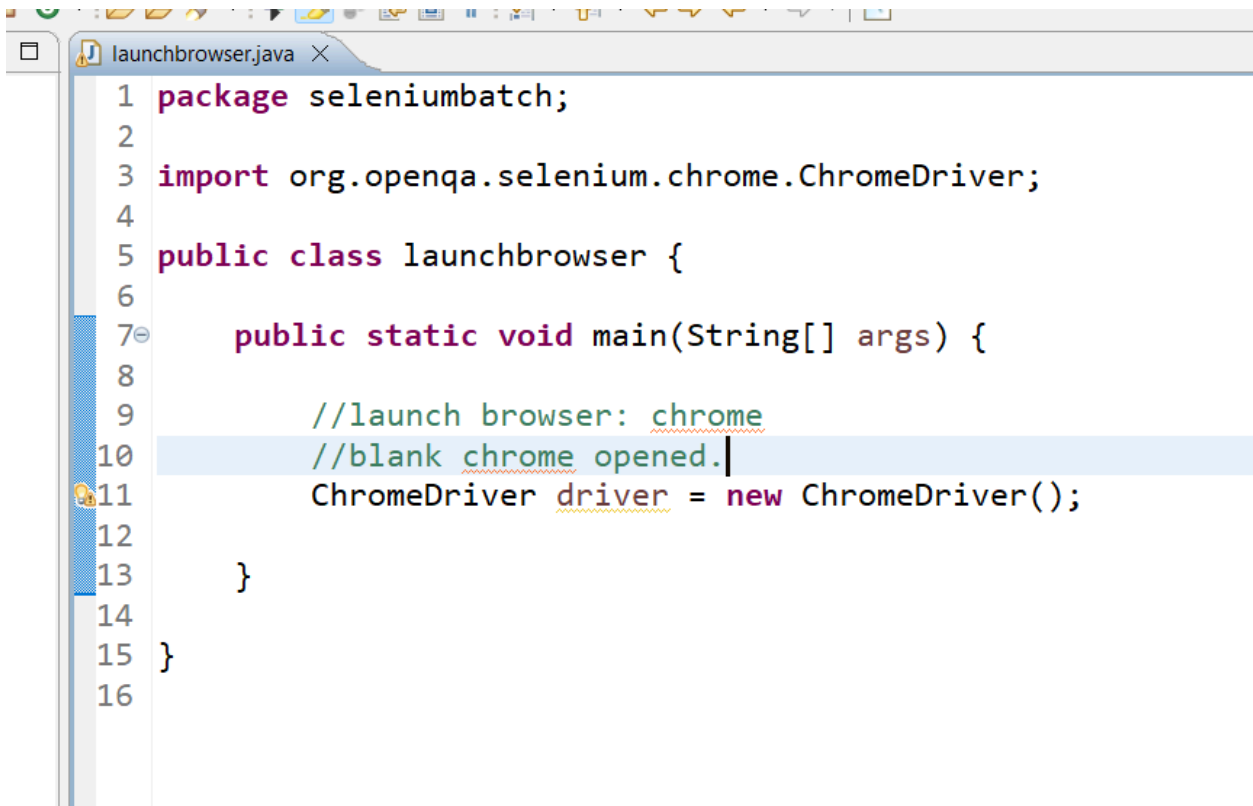 launchbrowser.java
1 package seleniumbatch;
2
3 import org.openqa.selenium.chrome.ChromeDriver;
4
5 public class launchbrowser {
6
7 public static void main(String[] args) {
8
9 //launch browser: chrome
10 //blank chrome opened.
11 ChromeDriver driver = new ChromeDriver();
12
13 }
14
15 }
16